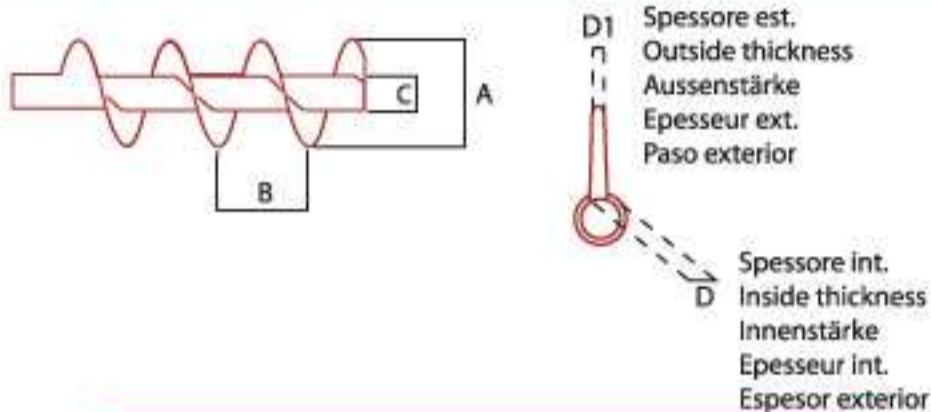 C
A
B
D1
Spessore est.
Outside thickness
Aussenstärke
Epesseur ext.
Paso exterior
D
Spessore int.
Inside thickness
Innenstärke
Epesseur int.
Espesor exterior